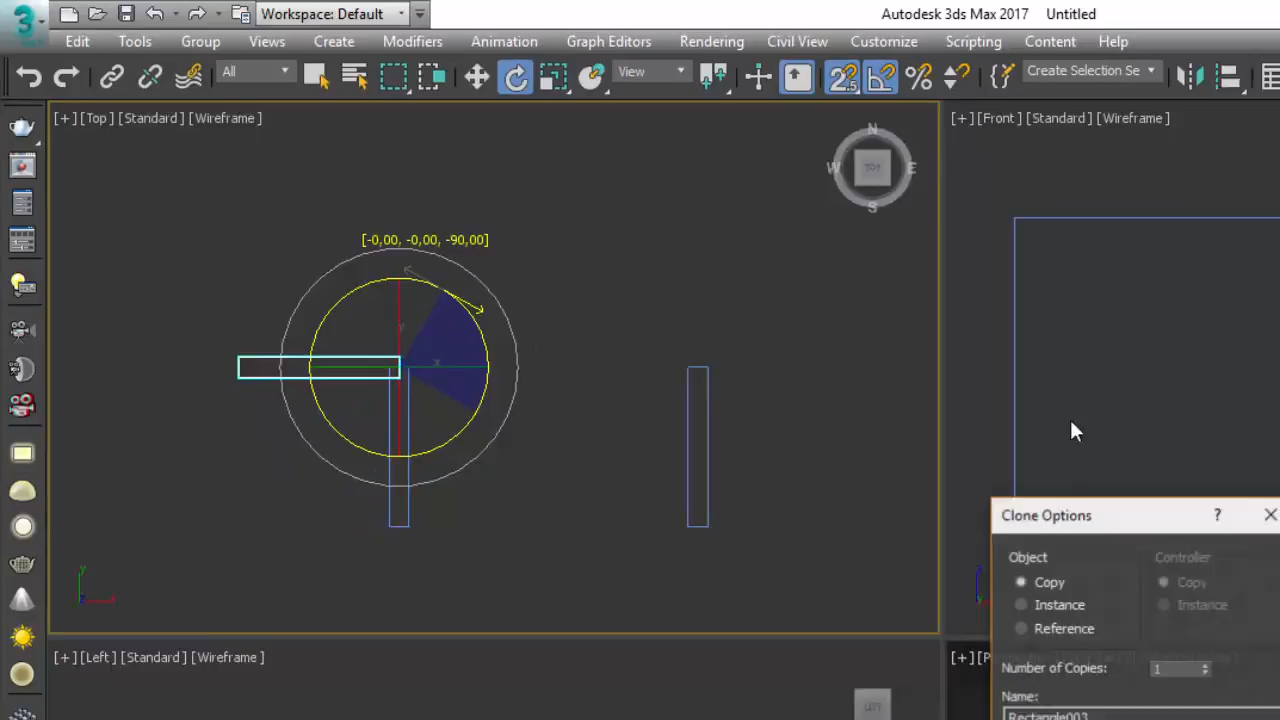 Workspace: Default
Autodesk 3ds Max 2017 Untitled
Edit Tools Group Views Create Modifiers Animation Graph Editors Rendering Civil View Customize Scripting Content Help
All View Create Selection Se
[+] [Top] [Standard] [Wireframe]
[+] [Front] [Standard] [Wireframe]
N
W TOP E
S
[-0,00, -0,00, -90,00]
y
x
y
Clone Options ?
Object Controller
Copy Copy
Instance Instance
Reference
[+] [Left] [Standard] [Wireframe]
Number of Copies: 1
Name:
Rectangle003